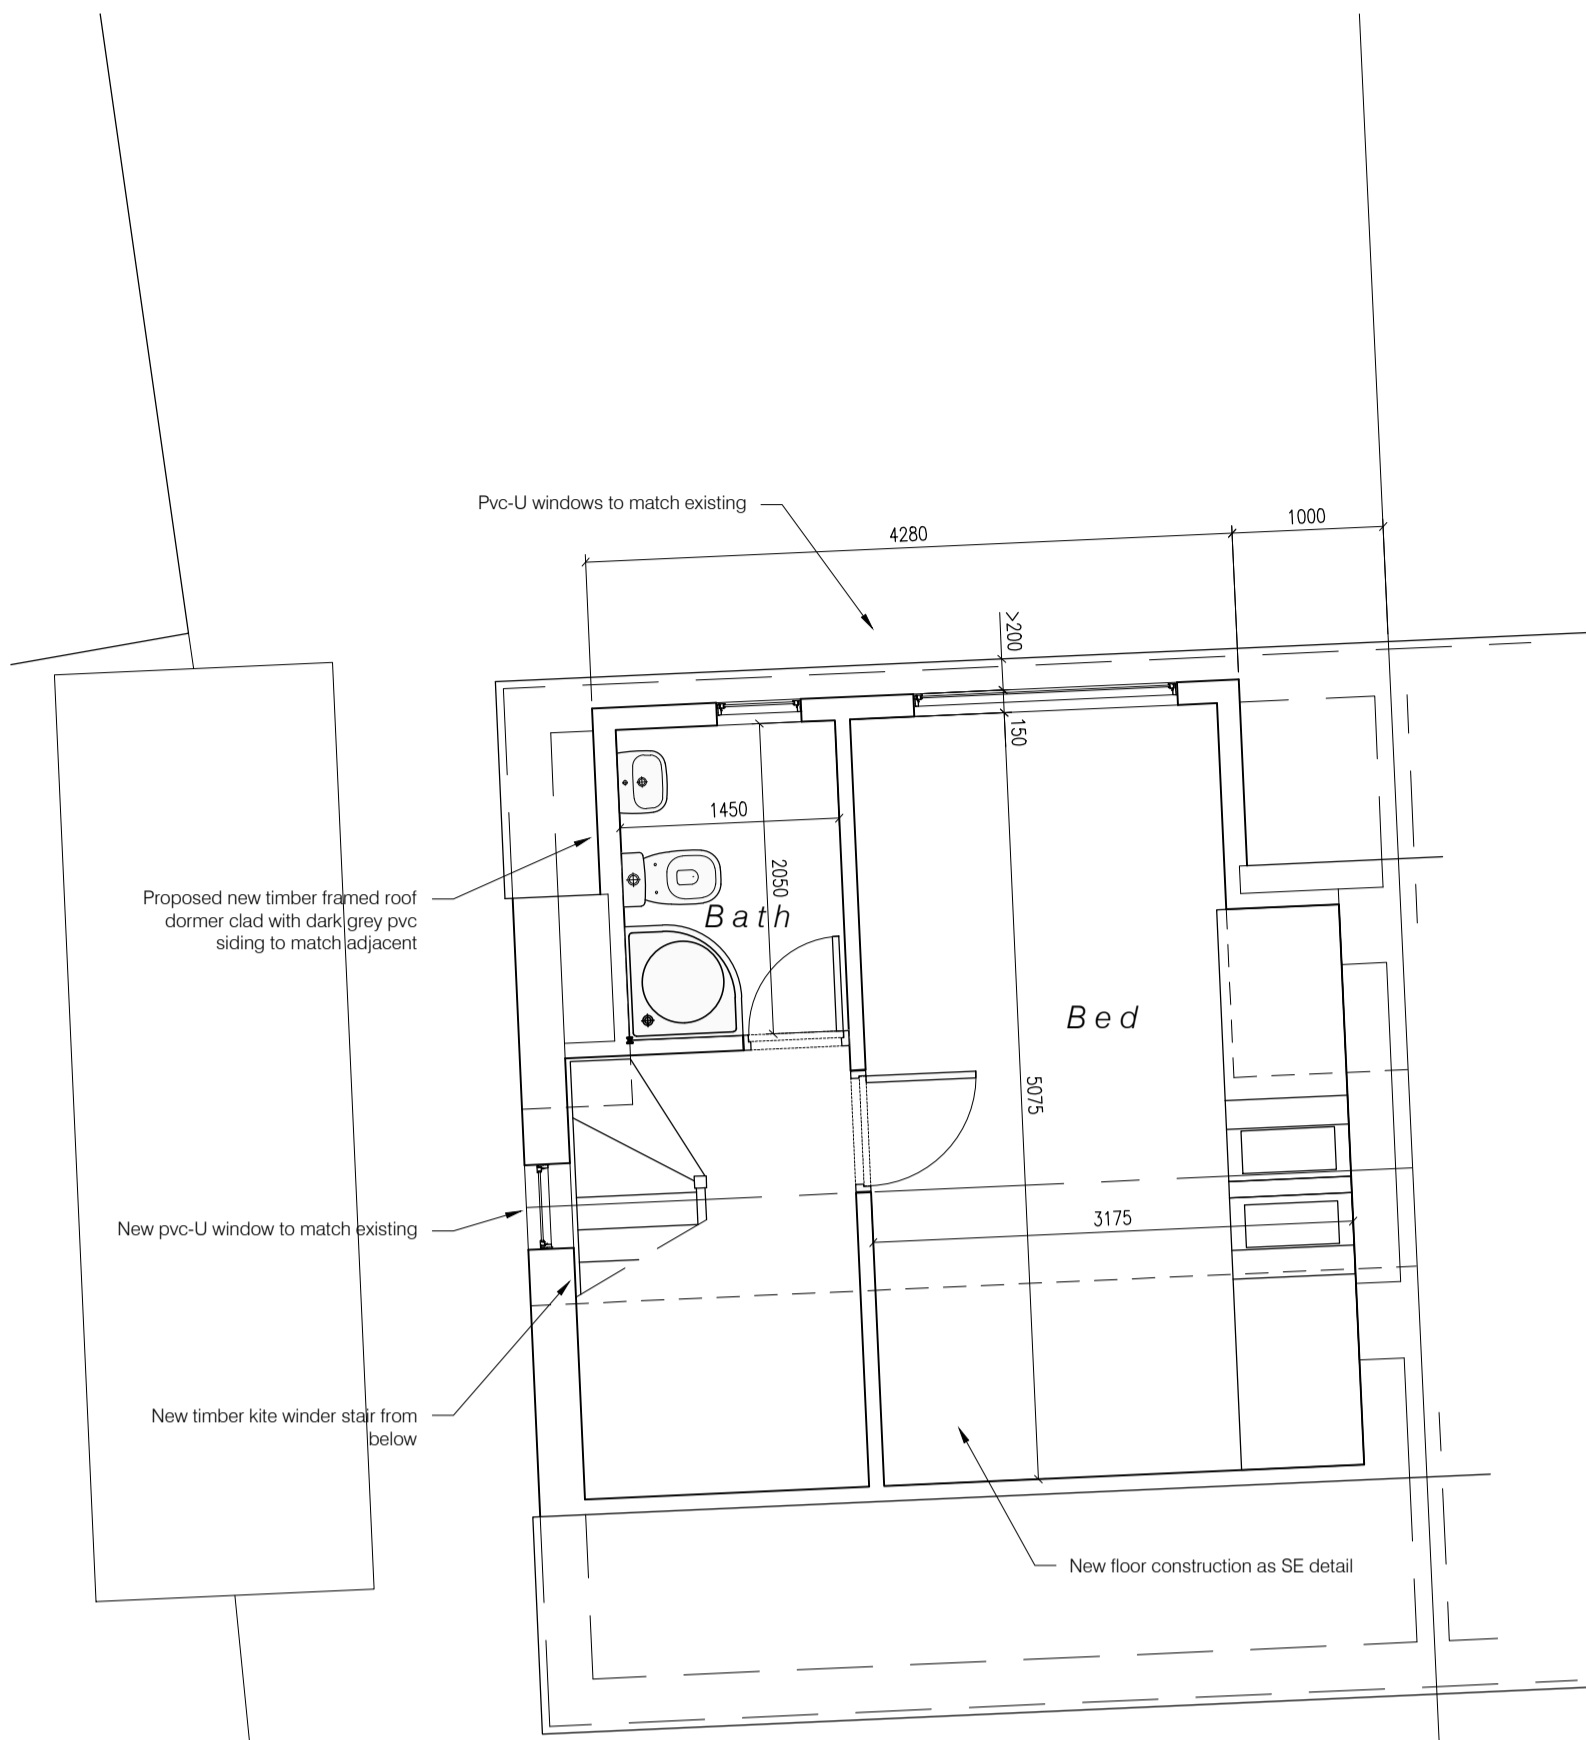 Pvc-U windows to match existing
4280
1000
>200
150
1450
2050
Bath
Proposed new timber framed roof
dormer clad with dark grey pvc
siding to match adjacent
Bed
5075
New pvc-U window to match existing
3175
New timber kite winder stair from
below
New floor construction as SE detail